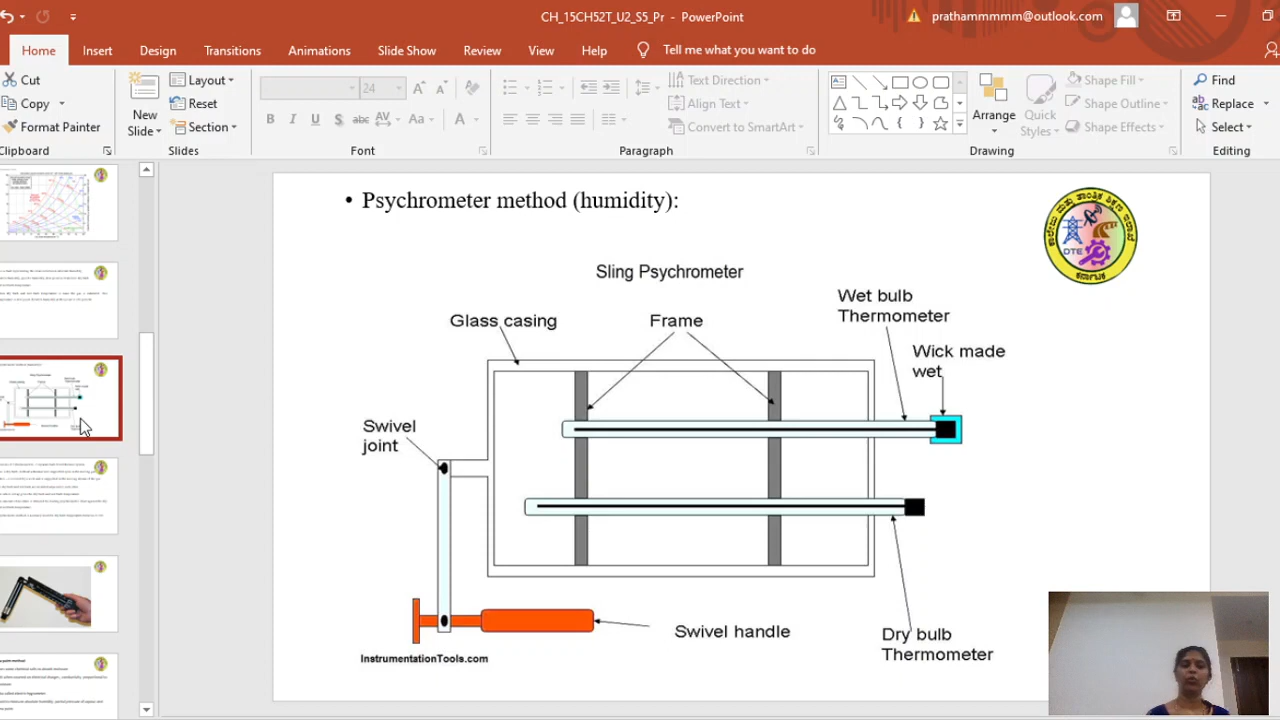 CH_15CH52T_U2_S5_Pr - PowerPoint
prathammmmm@outlook.com
Home Insert Design Transitions Animations Slide Show Review View Help Tell me what you want to do
Cut
Copy
Format Painter
Clipboard
New
Slide
Layout
Reset
Section
Slides
24
B I U S abc AV Aa A
Font
Text Direction
Align Text
Convert to SmartArt
Paragraph
Arrange
Quick
Styles
Shape Fill
Shape Outline
Shape Effects
Drawing
Find
Replace
Select
Editing
• Psychrometer method (humidity):
DTE
Sling Psychrometer
Glass casing
Frame
Wet bulb
Thermometer
Wick made
wet
Swivel
joint
Swivel handle
Dry bulb
Thermometer
InstrumentationTools.com